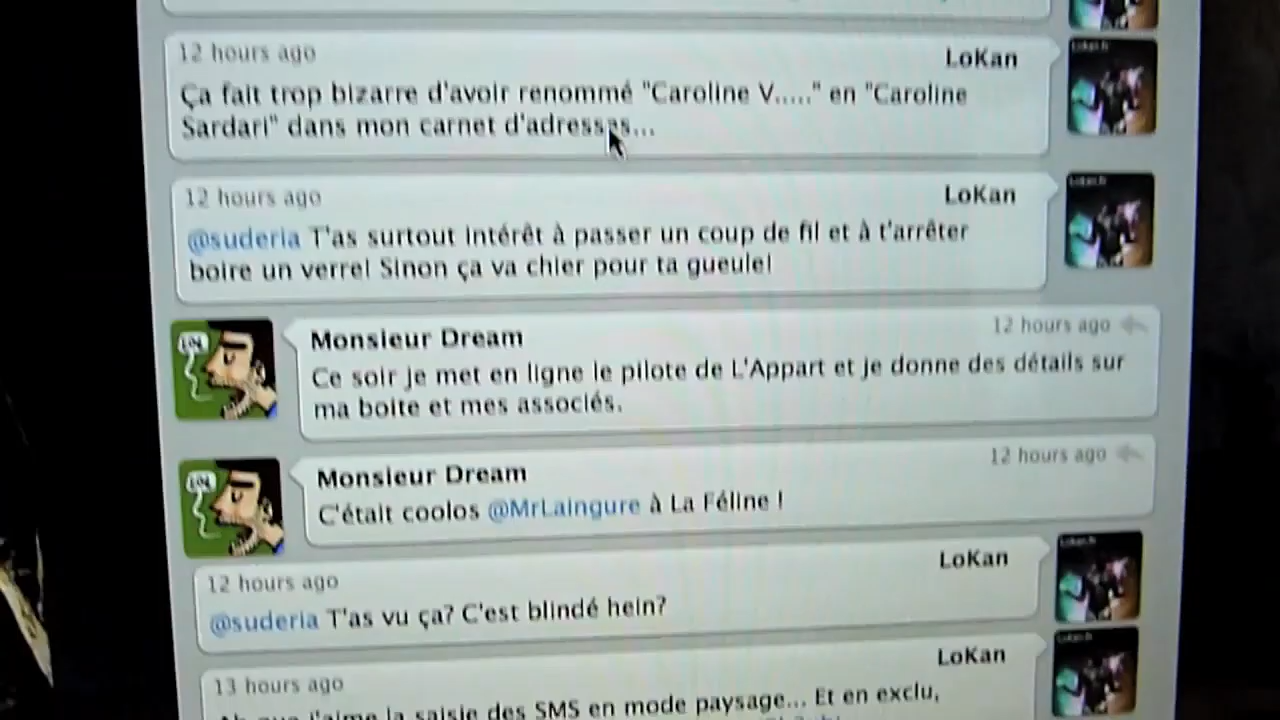 12 hours ago
LoKan
Ça fait trop bizarre d'avoir renommé "Caroline V....." en "Caroline
Sardari" dans mon carnet d'adresses...
12 hours ago
LoKan
@suderia T'as surtout intérêt à passer un coup de fil et à t'arrêter
boire un verre! Sinon ça va chier pour ta gueule!
LOL
Monsieur Dream
12 hours ago
Ce soir je met en ligne le pilote de L'Appart et je donne des détails sur
ma boite et mes associés.
LOL
Monsieur Dream
12 hours ago
C'était coolos @MrLaingure à La Féline !
12 hours ago
LoKan
@suderia T'as vu ça? C'est blindé hein?
13 hours ago
LoKan
j'aime la saisie des SMS en mode paysage... Et en exclu,